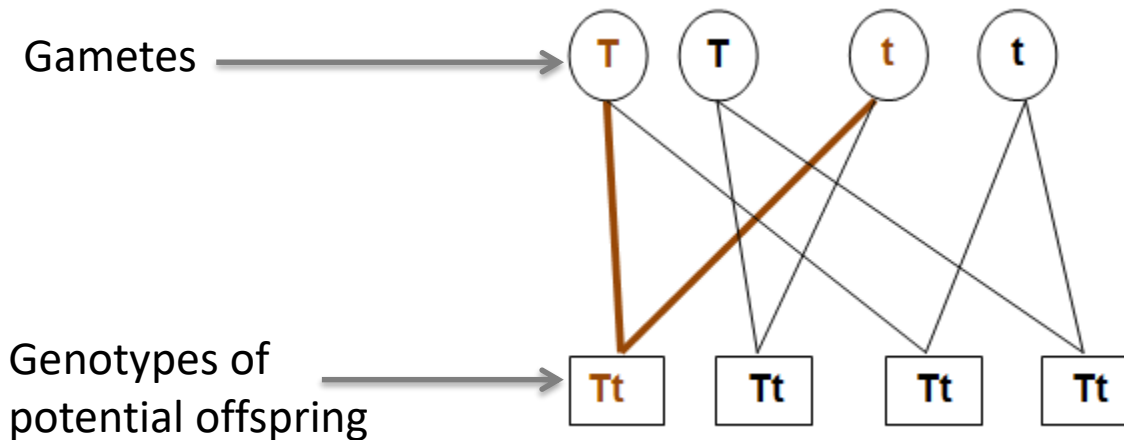 Gametes T T t t
Genotypes of
potential offspring
Tt Tt Tt Tt